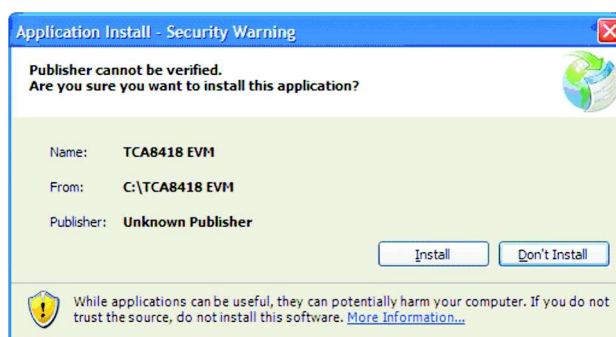 Application Install - Security Warning
Publisher cannot be verified.
Are you sure you want to install this application?
Name: TCA8418 EVM
From: C:\TCA8418 EVM
Publisher: Unknown Publisher
Install Don't Install
While applications can be useful, they can potentially harm your computer. If you do not
trust the source, do not install this software. More Information...